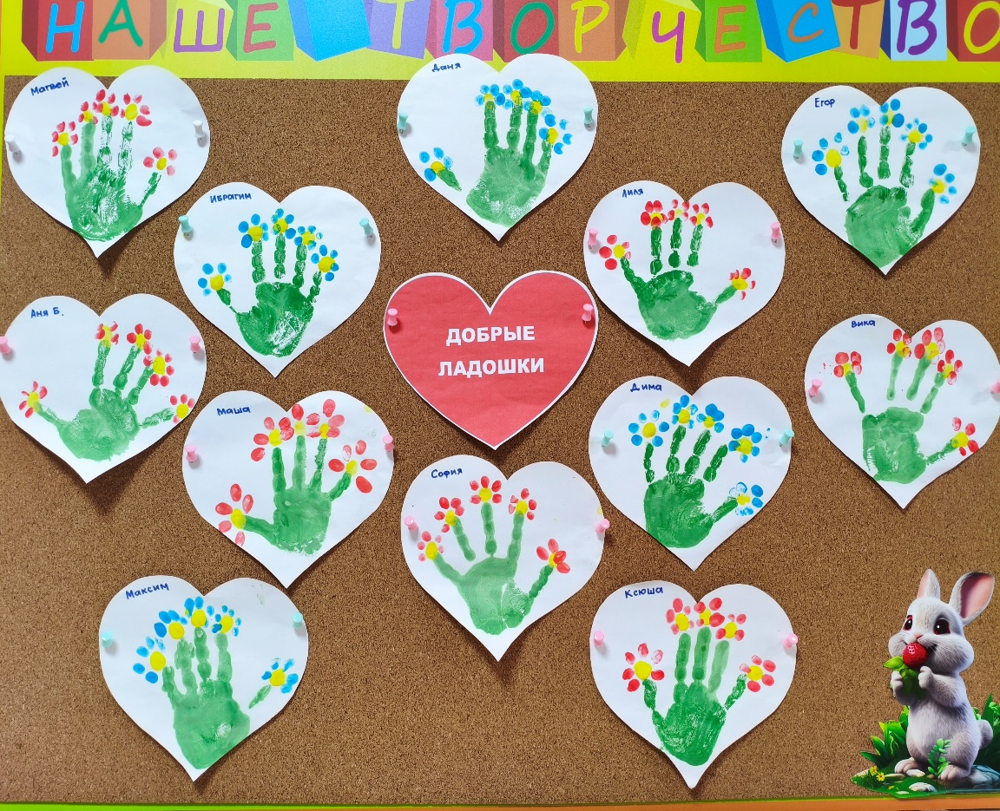 НАШЕ ТВОРЧЕСТВО
Матвей
Даня
Егор
Ибрагим
Лиля
Аня Б.
ДОБРЫЕ
ЛАДОШКИ
Вика
Маша
Дима
София
Максим
Ксюша